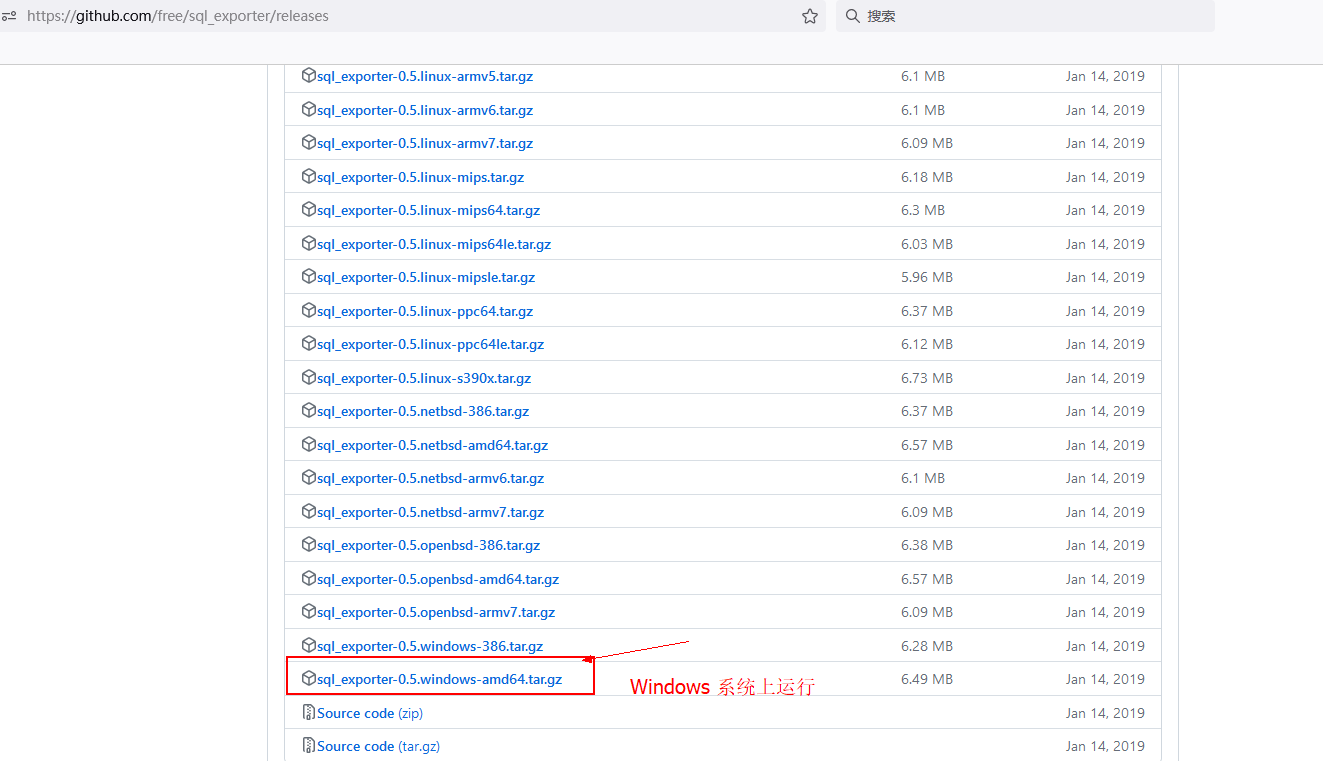 https://github.com/free/sql_exporter/releases 搜索
sql_exporter-0.5.linux-armv5.tar.gz 6.1 MB Jan 14, 2019
sql_exporter-0.5.linux-armv6.tar.gz 6.1 MB Jan 14, 2019
sql_exporter-0.5.linux-armv7.tar.gz 6.09 MB Jan 14, 2019
sql_exporter-0.5.linux-mips.tar.gz 6.18 MB Jan 14, 2019
sql_exporter-0.5.linux-mips64.tar.gz 6.3 MB Jan 14, 2019
sql_exporter-0.5.linux-mips64le.tar.gz 6.03 MB Jan 14, 2019
sql_exporter-0.5.linux-mipsle.tar.gz 5.96 MB Jan 14, 2019
sql_exporter-0.5.linux-ppc64.tar.gz 6.37 MB Jan 14, 2019
sql_exporter-0.5.linux-ppc64le.tar.gz 6.12 MB Jan 14, 2019
sql_exporter-0.5.linux-s390x.tar.gz 6.73 MB Jan 14, 2019
sql_exporter-0.5.netbsd-386.tar.gz 6.37 MB Jan 14, 2019
sql_exporter-0.5.netbsd-amd64.tar.gz 6.57 MB Jan 14, 2019
sql_exporter-0.5.netbsd-armv6.tar.gz 6.1 MB Jan 14, 2019
sql_exporter-0.5.netbsd-armv7.tar.gz 6.09 MB Jan 14, 2019
sql_exporter-0.5.openbsd-386.tar.gz 6.38 MB Jan 14, 2019
sql_exporter-0.5.openbsd-amd64.tar.gz 6.57 MB Jan 14, 2019
sql_exporter-0.5.openbsd-armv7.tar.gz 6.09 MB Jan 14, 2019
sql_exporter-0.5.windows-386.tar.gz 6.28 MB Jan 14, 2019
sql_exporter-0.5.windows-amd64.tar.gz Windows 系统上运行 6.49 MB Jan 14, 2019
Source code (zip) Jan 14, 2019
Source code (tar.gz) Jan 14, 2019